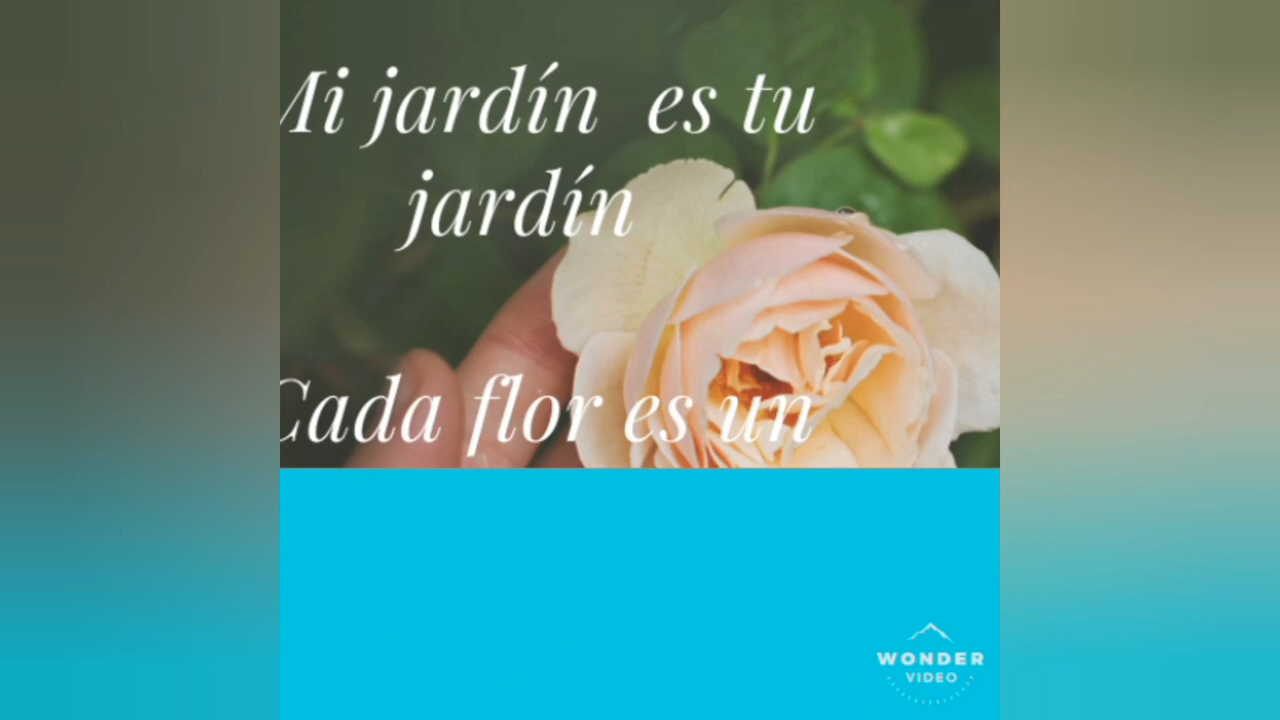 Mi jardín es tu
jardín
Cada flor es un
WONDER
VIDEO